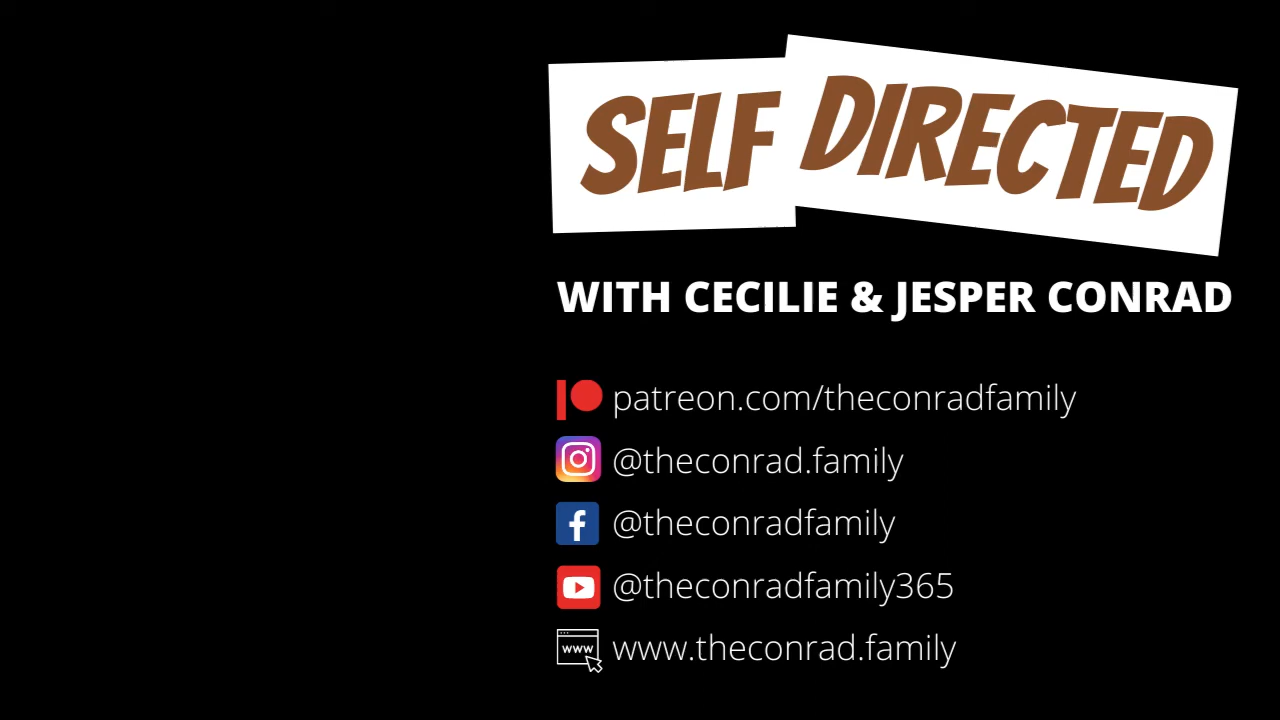 SELF DIRECTED
WITH CECILIE & JESPER CONRAD
patreon.com/theconradfamily
@theconrad.family
@theconradfamily
@theconradfamily365
www www.theconrad.family